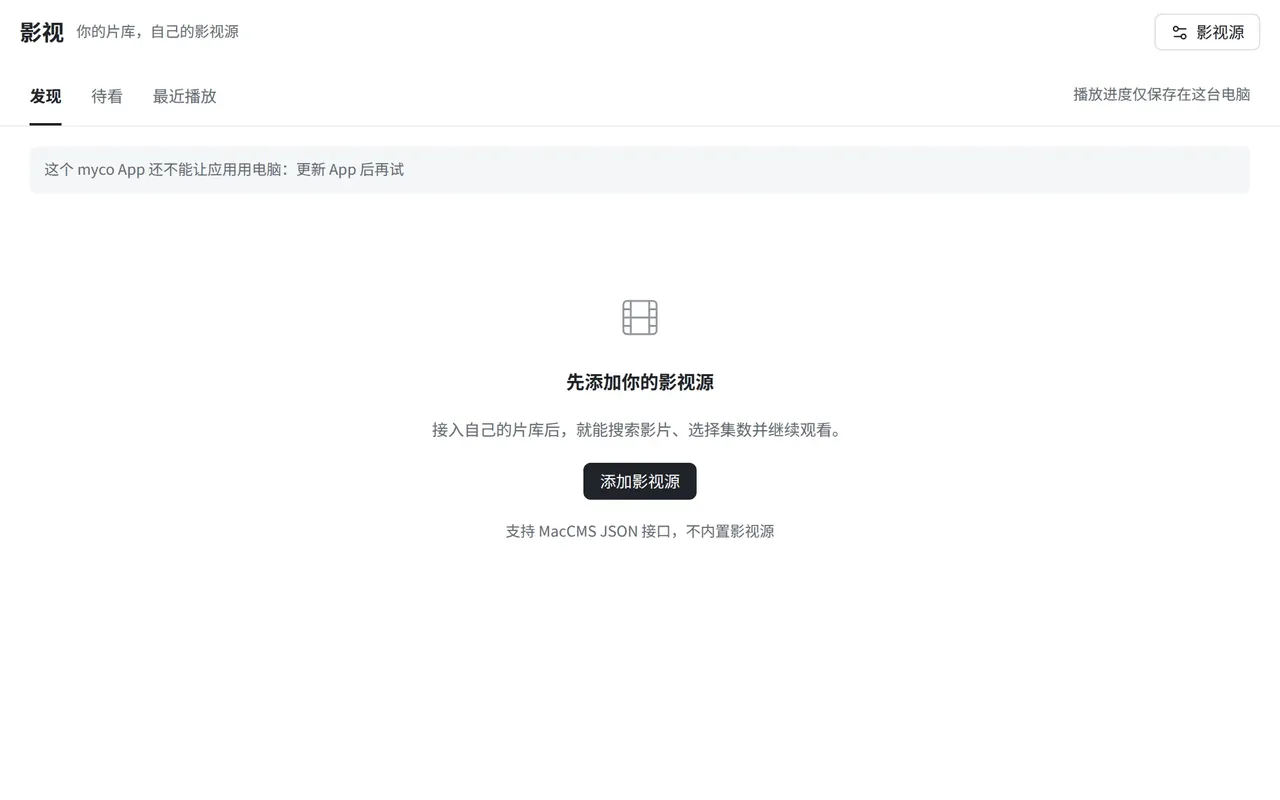 影视 你的片库，自己的影视源
影视源
发现 待看 最近播放
播放进度仅保存在这台电脑
这个 myco App 还不能让应用用电脑：更新 App 后再试
先添加你的影视源
接入自己的片库后，就能搜索影片、选择集数并继续观看。
添加影视源
支持 MacCMS JSON 接口，不内置影视源